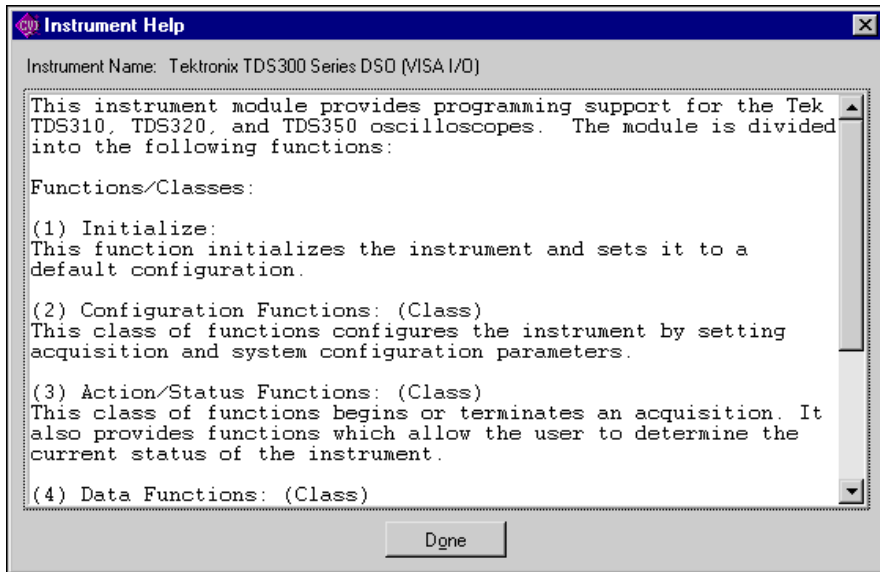 CVI Instrument Help
Instrument Name: Tektronix TDS300 Series DSO (VISA I/O)
This instrument module provides programming support for the Tek
TDS310, TDS320, and TDS350 oscilloscopes. The module is divided
into the following functions:
Functions/Classes:
(1) Initialize:
This function initializes the instrument and sets it to a
default configuration.
(2) Configuration Functions: (Class)
This class of functions configures the instrument by setting
acquisition and system configuration parameters.
(3) Action/Status Functions: (Class)
This class of functions begins or terminates an acquisition. It
also provides functions which allow the user to determine the
current status of the instrument.
(4) Data Functions: (Class)
Done